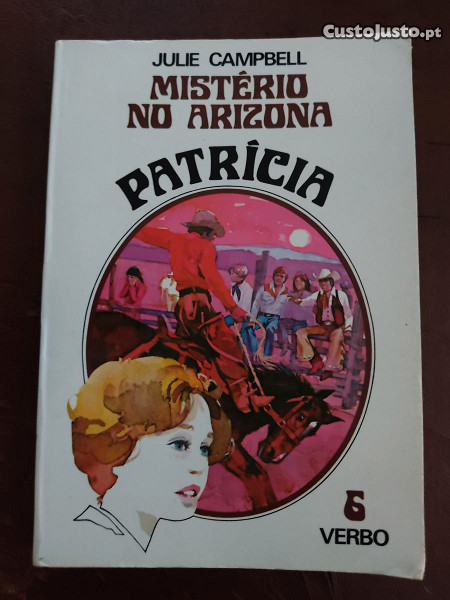 CustoJusto.pt
JULIE CAMPBELL
MISTÉRIO
NO ARIZONA
PATRÍCIA
6
VERBO